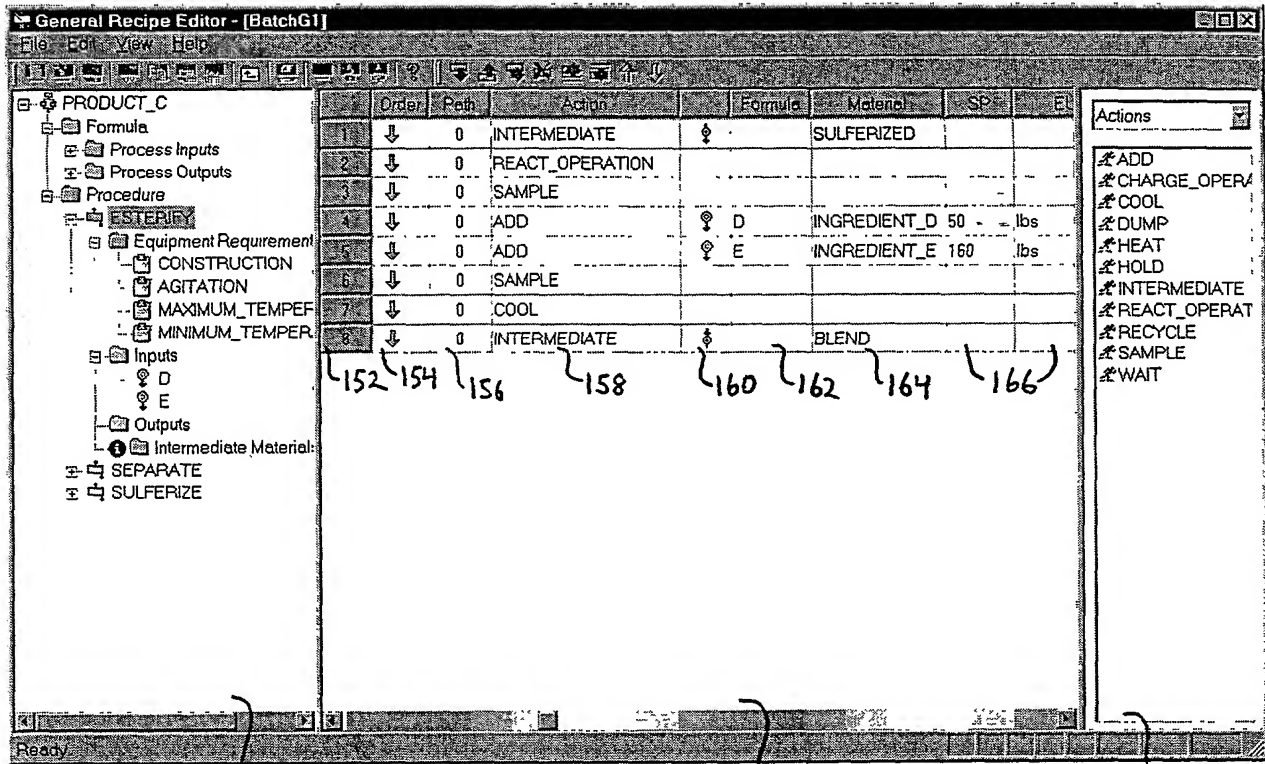 General Recipe Editor - [BatchG1]
File Edit View Help
PRODUCT_C
Formula
Process Inputs
Process Outputs
Procedure
ESTERIFY
Equipment Requirement
CONSTRUCTION
AGITATION
MAXIMUM_TEMPEF
MINIMUM_TEMPER
Inputs
D
E
Outputs
Intermediate Material:
SEPARATE
SULFERIZE
Order Path Action Formula Material SP EU
1 0 INTERMEDIATE SULFERIZED
2 0 REACT_OPERATION
3 0 SAMPLE
4 0 ADD D INGREDIENT_D 50 lbs
5 0 ADD E INGREDIENT_E 160 lbs
6 0 SAMPLE
7 0 COOL
8 0 INTERMEDIATE BLEND
152 154 156 158 160 162 164 166
Actions
ADD
CHARGE_OPERA
COOL
DUMP
HEAT
HOLD
INTERMEDIATE
REACT_OPERAT
RECYCLE
SAMPLE
WAIT
Ready